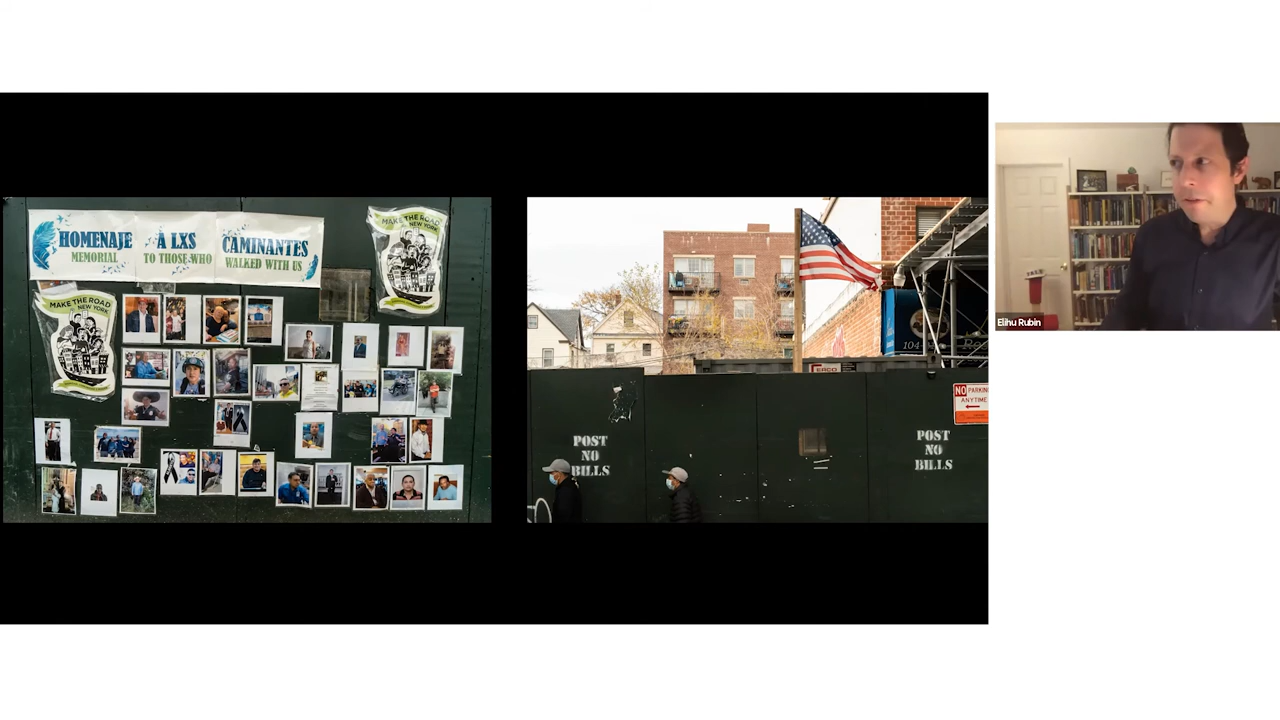 HOMENAJE
MEMORIAL
A LXS
TO THOSE WHO
CAMINANTES
WALKED WITH US
MAKE THE ROAD
NEW YORK
MAKE THE ROAD
NEW YORK
POST
NO
BILLS
POST
NO
BILLS
104-
NO PARKING
ANYTIME
Elihu Rubin